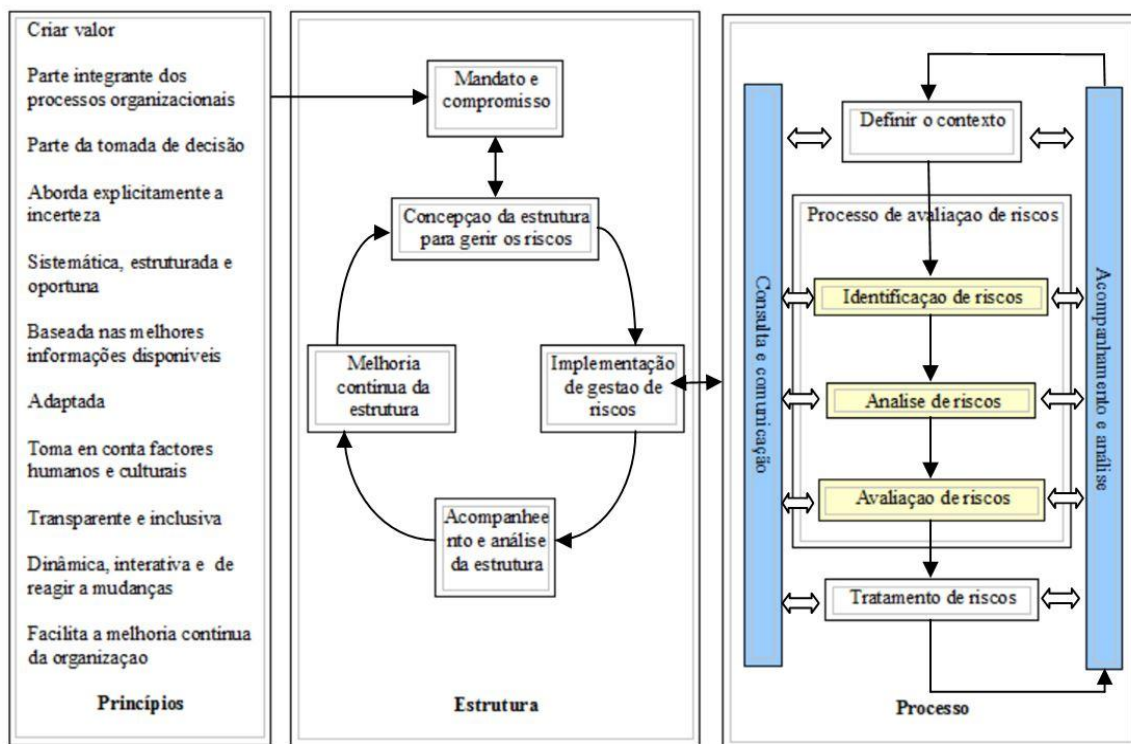 Criar valor
Parte integrante dos
processos organizacionais
Parte da tomada de decisão
Aborda explicitamente a
incerteza
Sistemática, estruturada e
oportuna
Baseada nas melhores
informações disponíveis
Adaptada
Toma en conta factores
humanos e culturais
Transparente e inclusiva
Dinâmica, interativa e de
reagir a mudanças
Facilita a melhoria continua
da organizaçao
Princípios
Mandato e
compromisso
Concepçao da estrutura
para gerir os riscos
Melhoria
continua da
estrutura
Implementação
de gestao de
riscos
Acompanhee
nto e análise
da estrutura
Estrutura
Consulta e comunicação
Definir o contexto
Processo de avaliaçao de riscos
Identificaçao de riscos
Analise de riscos
Avaliaçao de riscos
Tratamento de riscos
Acompanhamento e análise
Processo